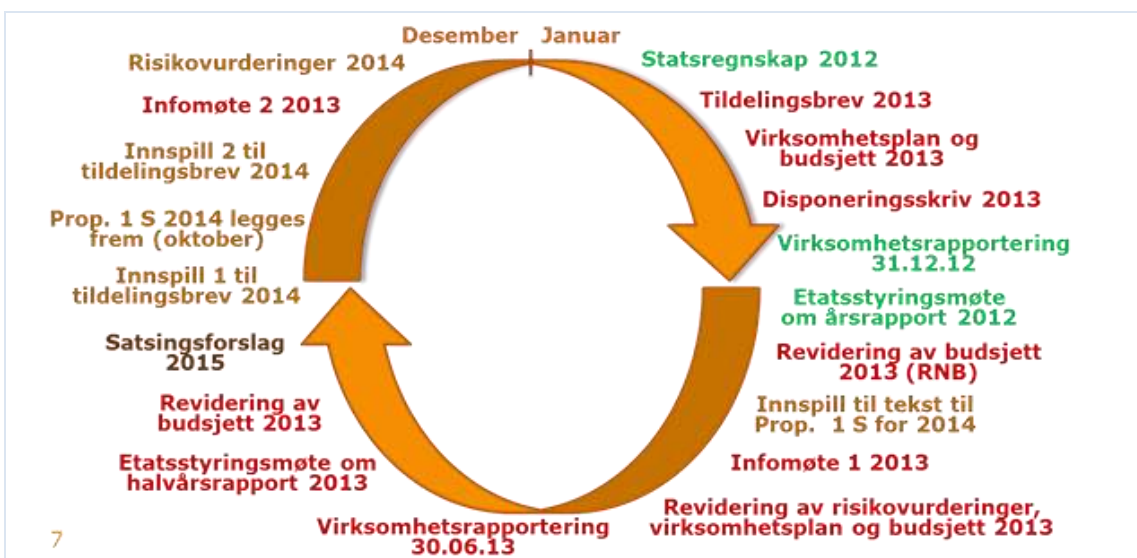 Desember Januar
Statsregnskap 2012
Tildelingsbrev 2013
Virksomhetsplan og
budsjett 2013
Disponeringsskriv 2013
Virksomhetsrapportering
31.12.12
Etatsstyringsmøte
om årsrapport 2012
Revidering av budsjett
2013 (RNB)
Innspill til tekst til
Prop. 1 S for 2014
Infomøte 1 2013
Revidering av risikovurderinger,
virksomhetsplan og budsjett 2013
Virksomhetsrapportering
30.06.13
Etatsstyringsmøte om
halvårsrapport 2013
Revidering av
budsjett 2013
Satsingsforslag
2015
Innspill 1 til
tildelingsbrev 2014
Prop. 1 S 2014 legges
frem (oktober)
Innspill 2 til
tildelingsbrev 2014
Infomøte 2 2013
Risikovurderinger 2014
7